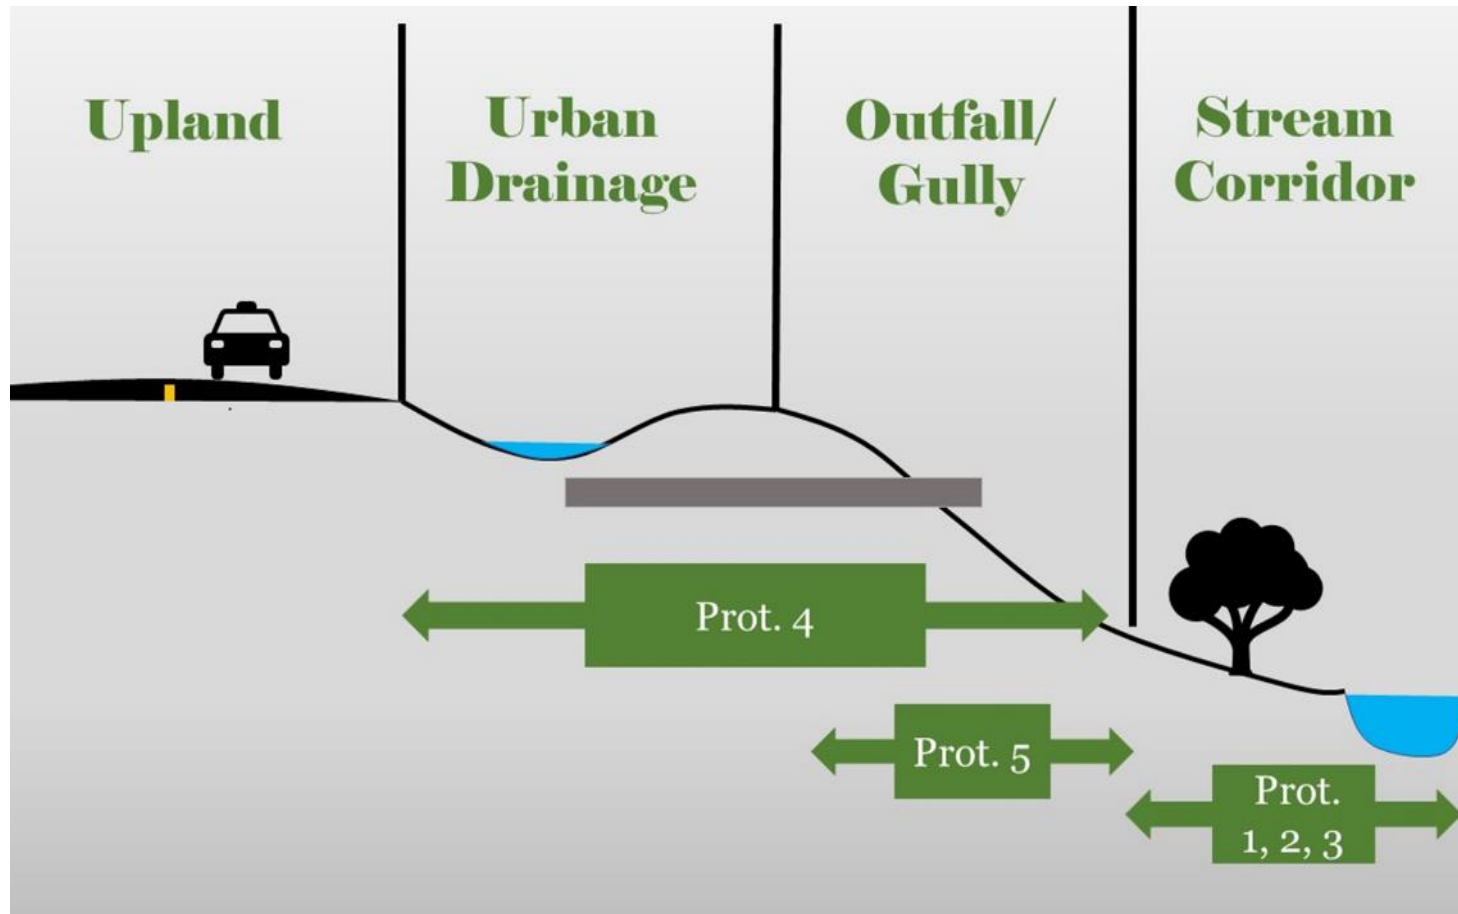 Upland
Urban
Drainage
Outfall/
Gully
Stream
Corridor
Prot. 4
Prot. 5
Prot.
1, 2, 3